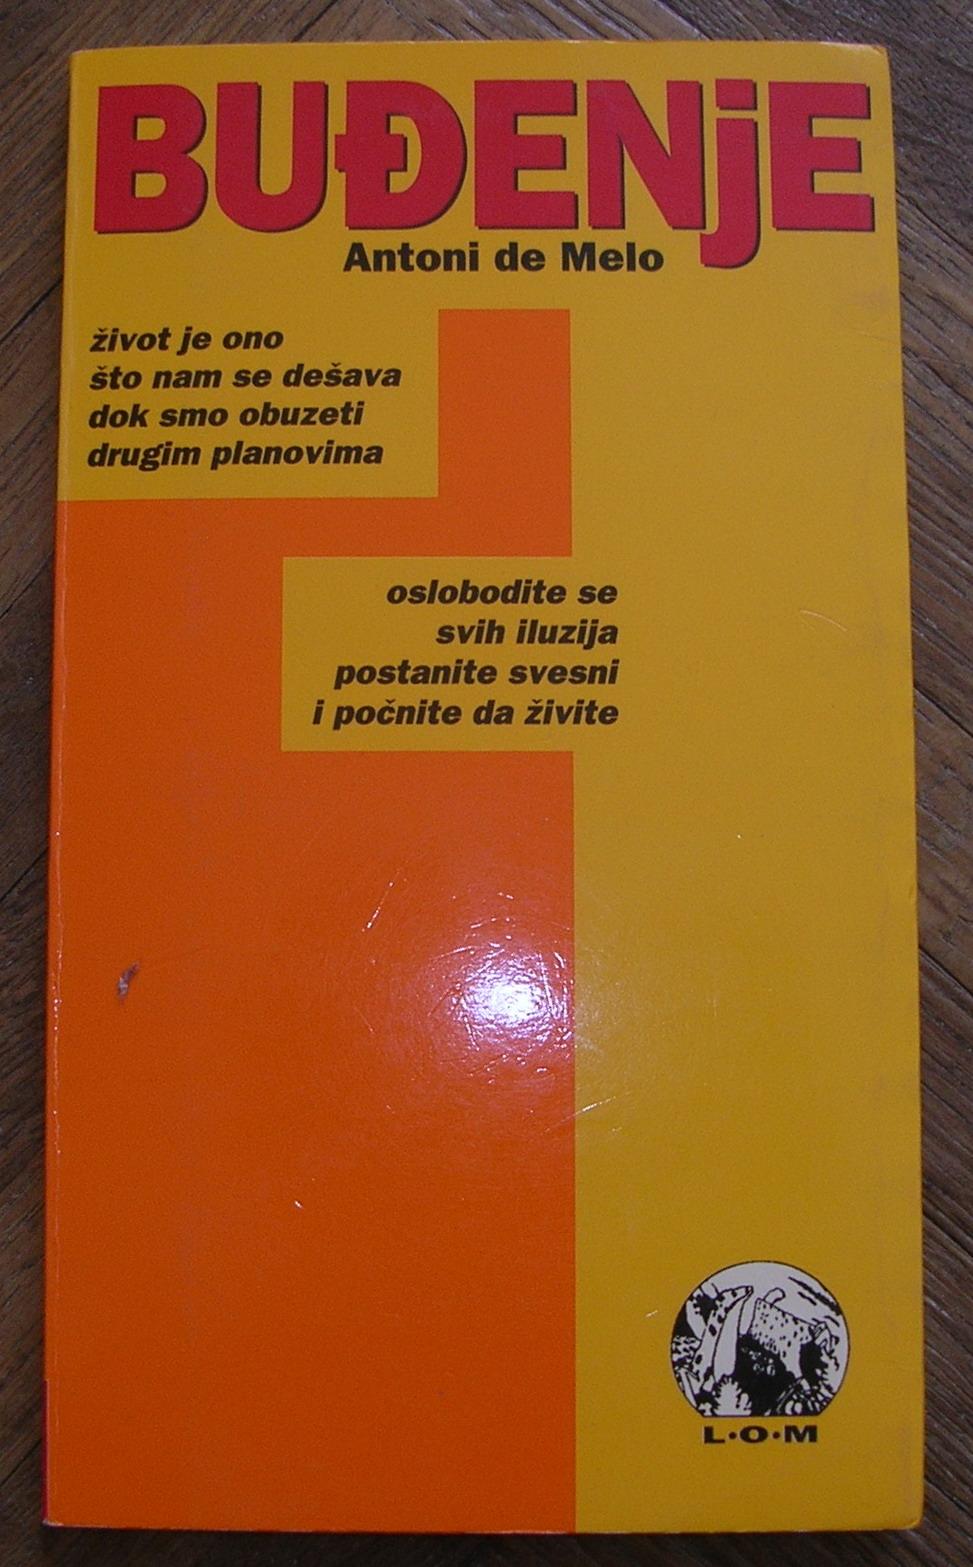 BUĐENjE
Antoni de Melo
život je ono
što nam se dešava
dok smo obuzeti
drugim planovima
oslobodite se
svih iluzija
postanite svesni
i počnite da živite
L•O•M